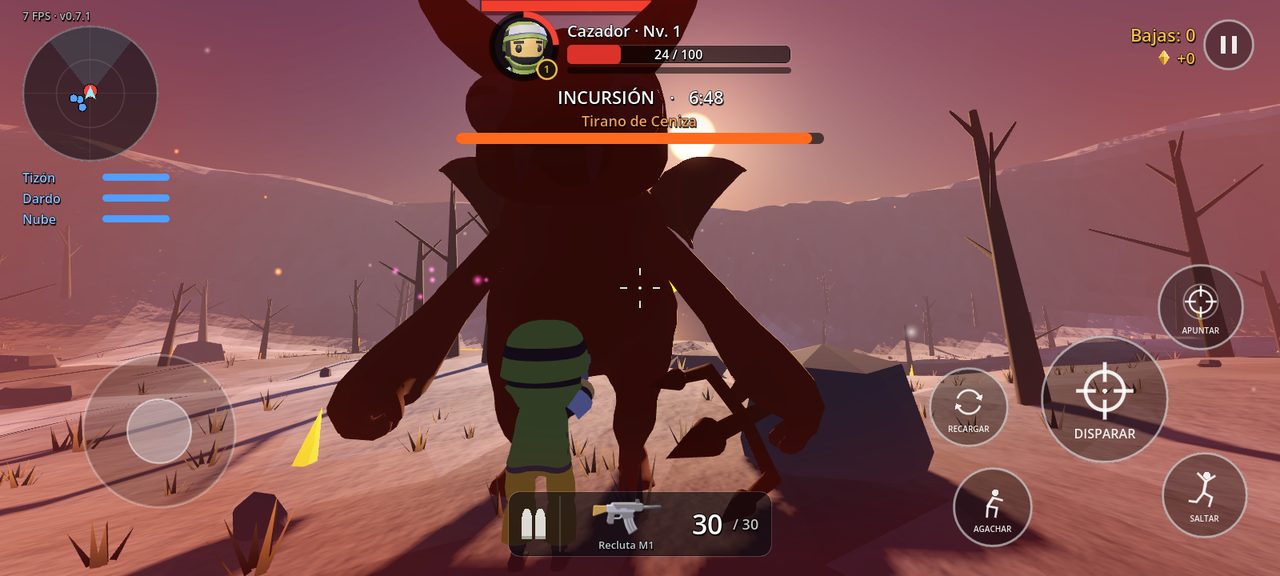 7 FPS · v0.7.1
Cazador · Nv. 1
24 / 100
1
INCURSIÓN · 6:48
Tirano de Ceniza
Bajas: 0
+0
Tizón
Dardo
Nube
APUNTAR
RECARGAR
DISPARAR
AGACHAR
SALTAR
30 / 30
Recluta M1